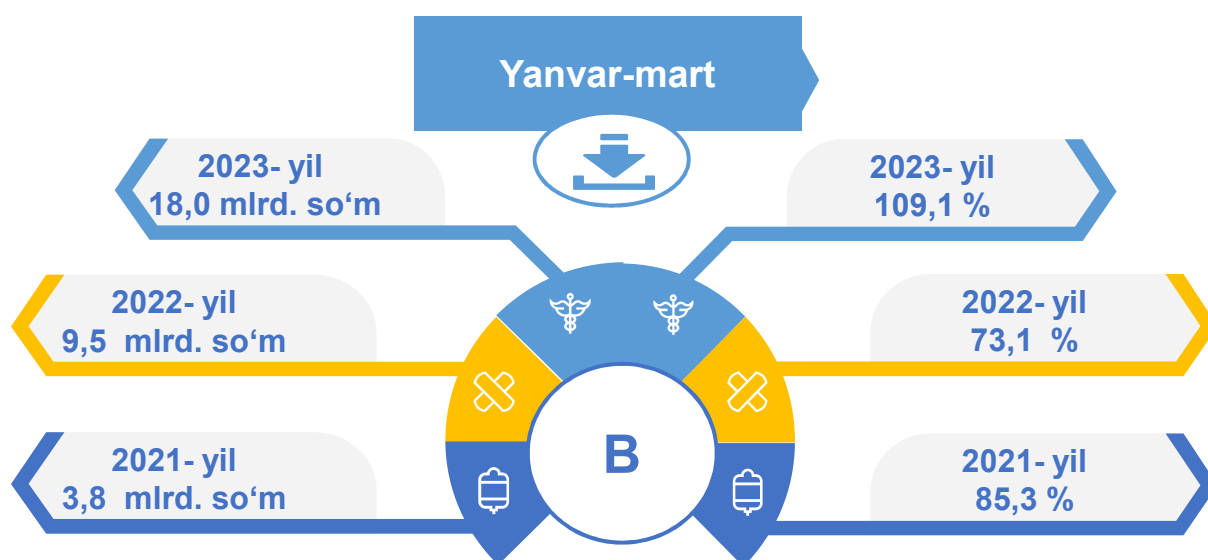 Yanvar-mart
2023- yil
18,0 mlrd. so‘m
2023- yil
109,1 %
2022- yil
9,5 mlrd. so‘m
2022- yil
73,1 %
B
2021- yil
3,8 mlrd. so‘m
2021- yil
85,3 %